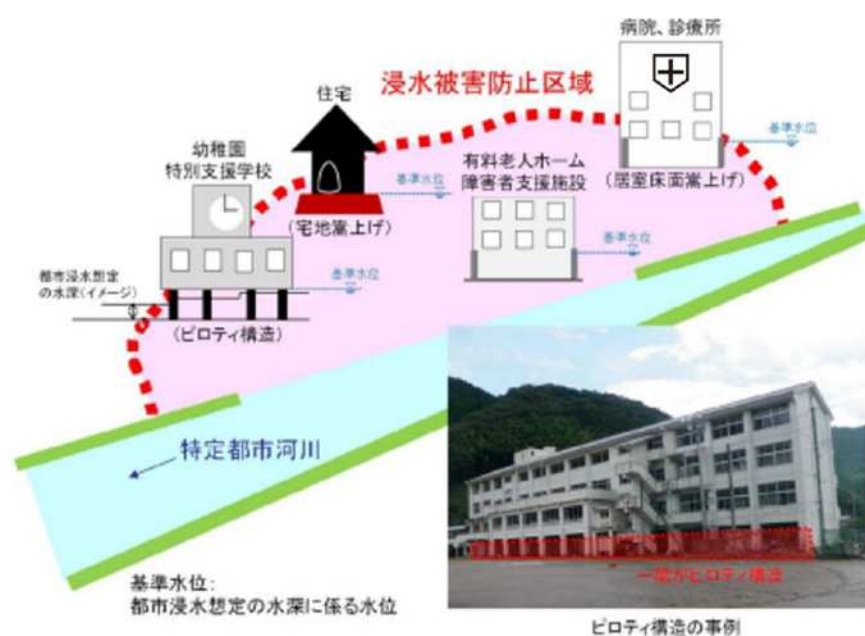 病院、診療所
浸水被害防止区域
住宅
幼稚園
特別支援学校
基準水位
有料老人ホーム
障害者支援施設
基準水位
(居室床面嵩上げ)
(宅地嵩上げ)
都市浸水想定
の水深(イメージ)
基準水位
基準水位
(ピロティ構造)
特定都市河川
一階がピロティ構造
基準水位:
都市浸水想定の水深に係る水位
ピロティ構造の事例